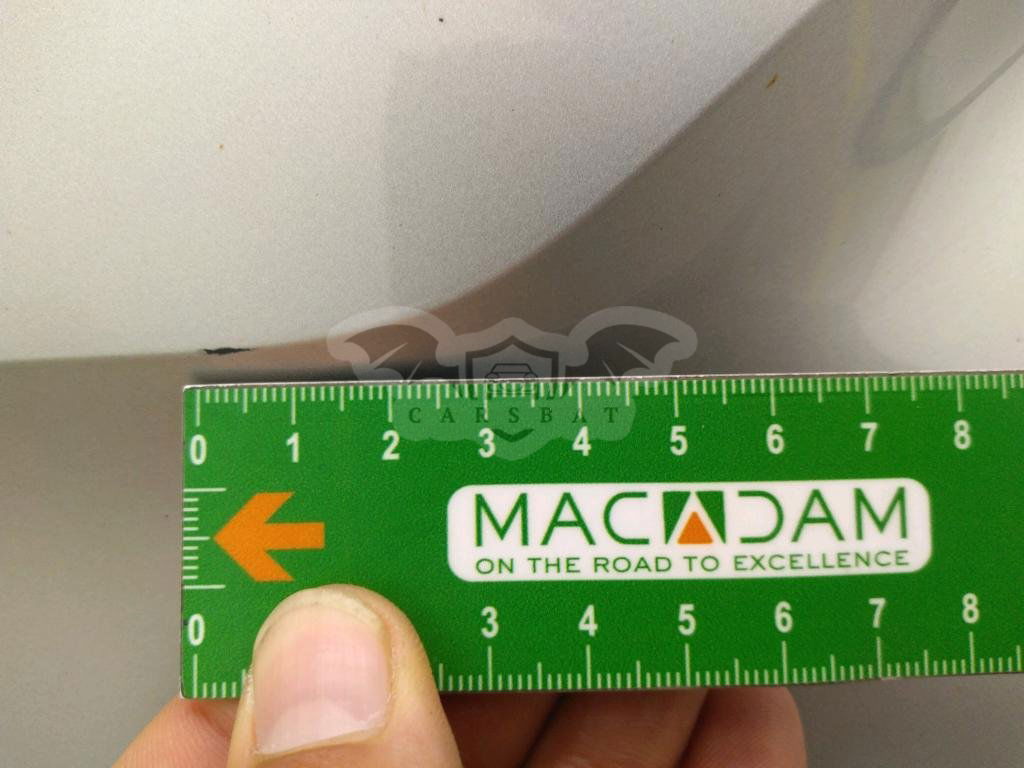 CARSBAT
0 1 2 3 4 5 6 7 8
MACADAM
ON THE ROAD TO EXCELLENCE
0 3 4 5 6 7 8